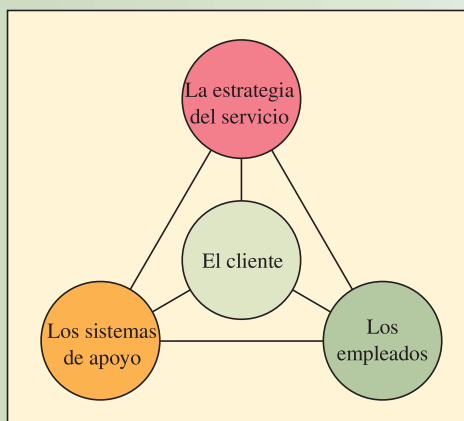 La estrategia
del servicio
El cliente
Los sistemas
de apoyo
Los
empleados